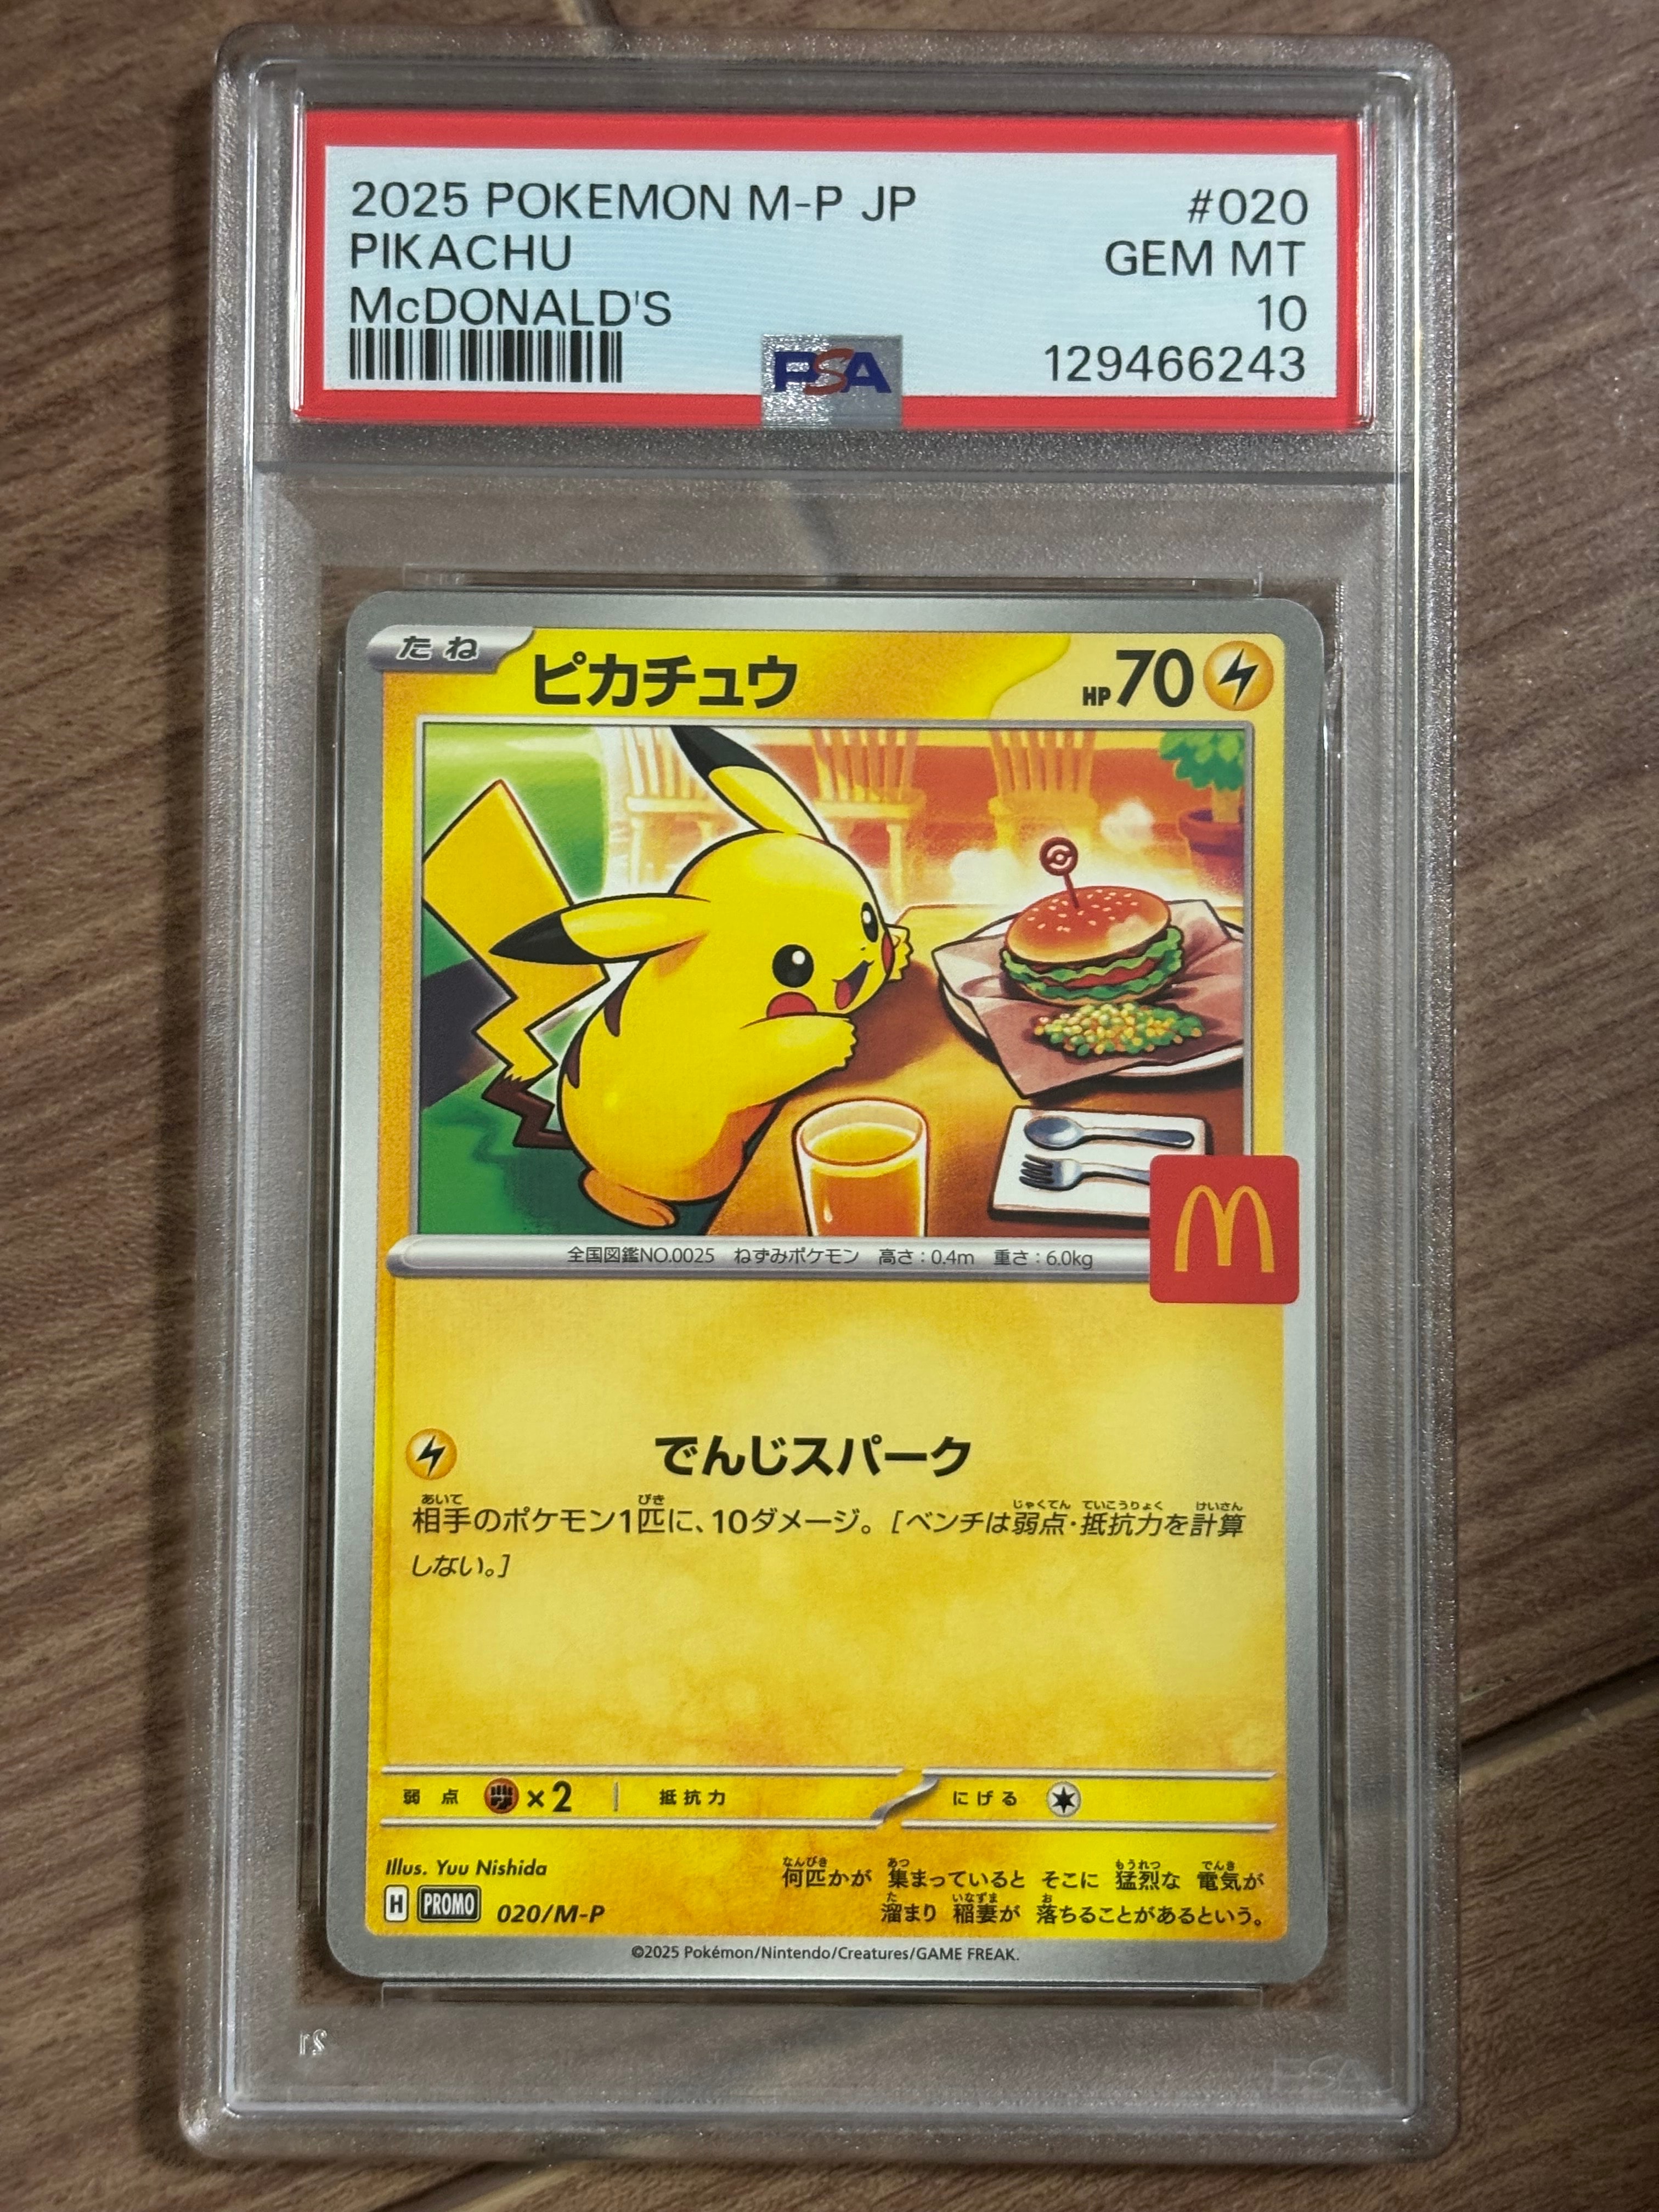 2025 POKEMON M-P JP #020
PIKACHU GEM MT
McDONALD'S 10
PSA 129466243
たね ピカチュウ HP70
全国図鑑NO.0025 ねずみポケモン 高さ:0.4m 重さ:6.0kg
でんじスパーク
相手のポケモン1匹に、10ダメージ。[ベンチは弱点・抵抗力を計算
しない。]
弱点 ×2 抵抗力 にげる
Illus. Yuu Nishida
何匹かが 集まっていると そこに 猛烈な 電気が
H PROMO 020/M-P
溜まり 稲妻が 落ちることがあるという。
©2025 Pokémon/Nintendo/Creatures/GAME FREAK.
PSA